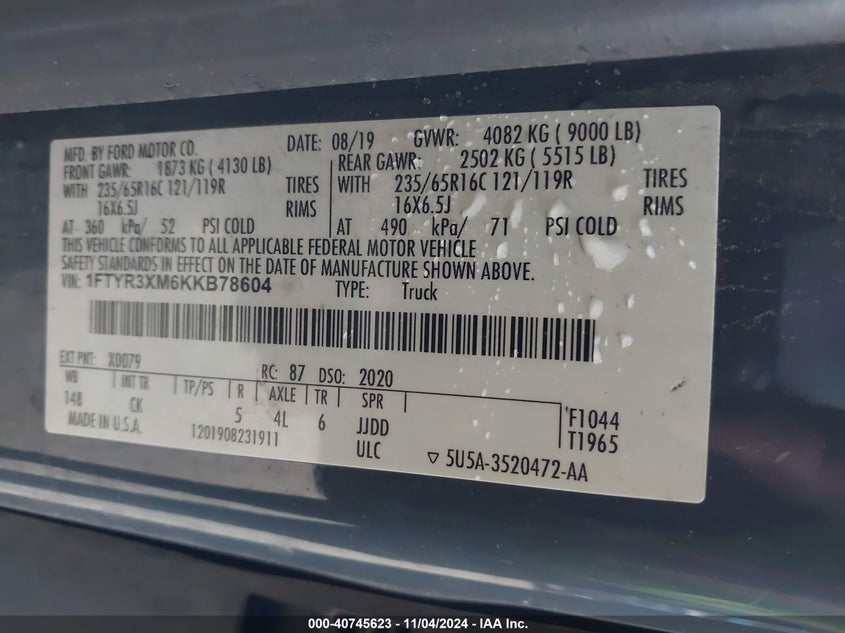 MFD. BY FORD MOTOR CO. DATE: 08/19 GVWR: 4082 KG ( 9000 LB)
FRONT GAWR: 1873 KG ( 4130 LB) REAR GAWR: 2502 KG ( 5515 LB)
WITH 235/65R16C 121/119R TIRES WITH 235/65R16C 121/119R TIRES
16X6.5J RIMS 16X6.5J RIMS
AT 360 kPa/ 52 PSI COLD AT 490 kPa/ 71 PSI COLD
THIS VEHICLE CONFORMS TO ALL APPLICABLE FEDERAL MOTOR VEHICLE
SAFETY STANDARDS IN EFFECT ON THE DATE OF MANUFACTURE SHOWN ABOVE.
VIN: 1FTYR3XM6KKB78604 TYPE: Truck
EXT PNT: X0079 RC: 87 DSO: 2020
WB INT TR TP/PS R AXLE TR SPR
148 CK 5 4L 6 JJDD F1044
MADE IN U.S.A. 1201908231911 ULC T1965
▽ 5U5A-3520472-AA
000-40745623 - 11/04/2024 - IAA Inc.